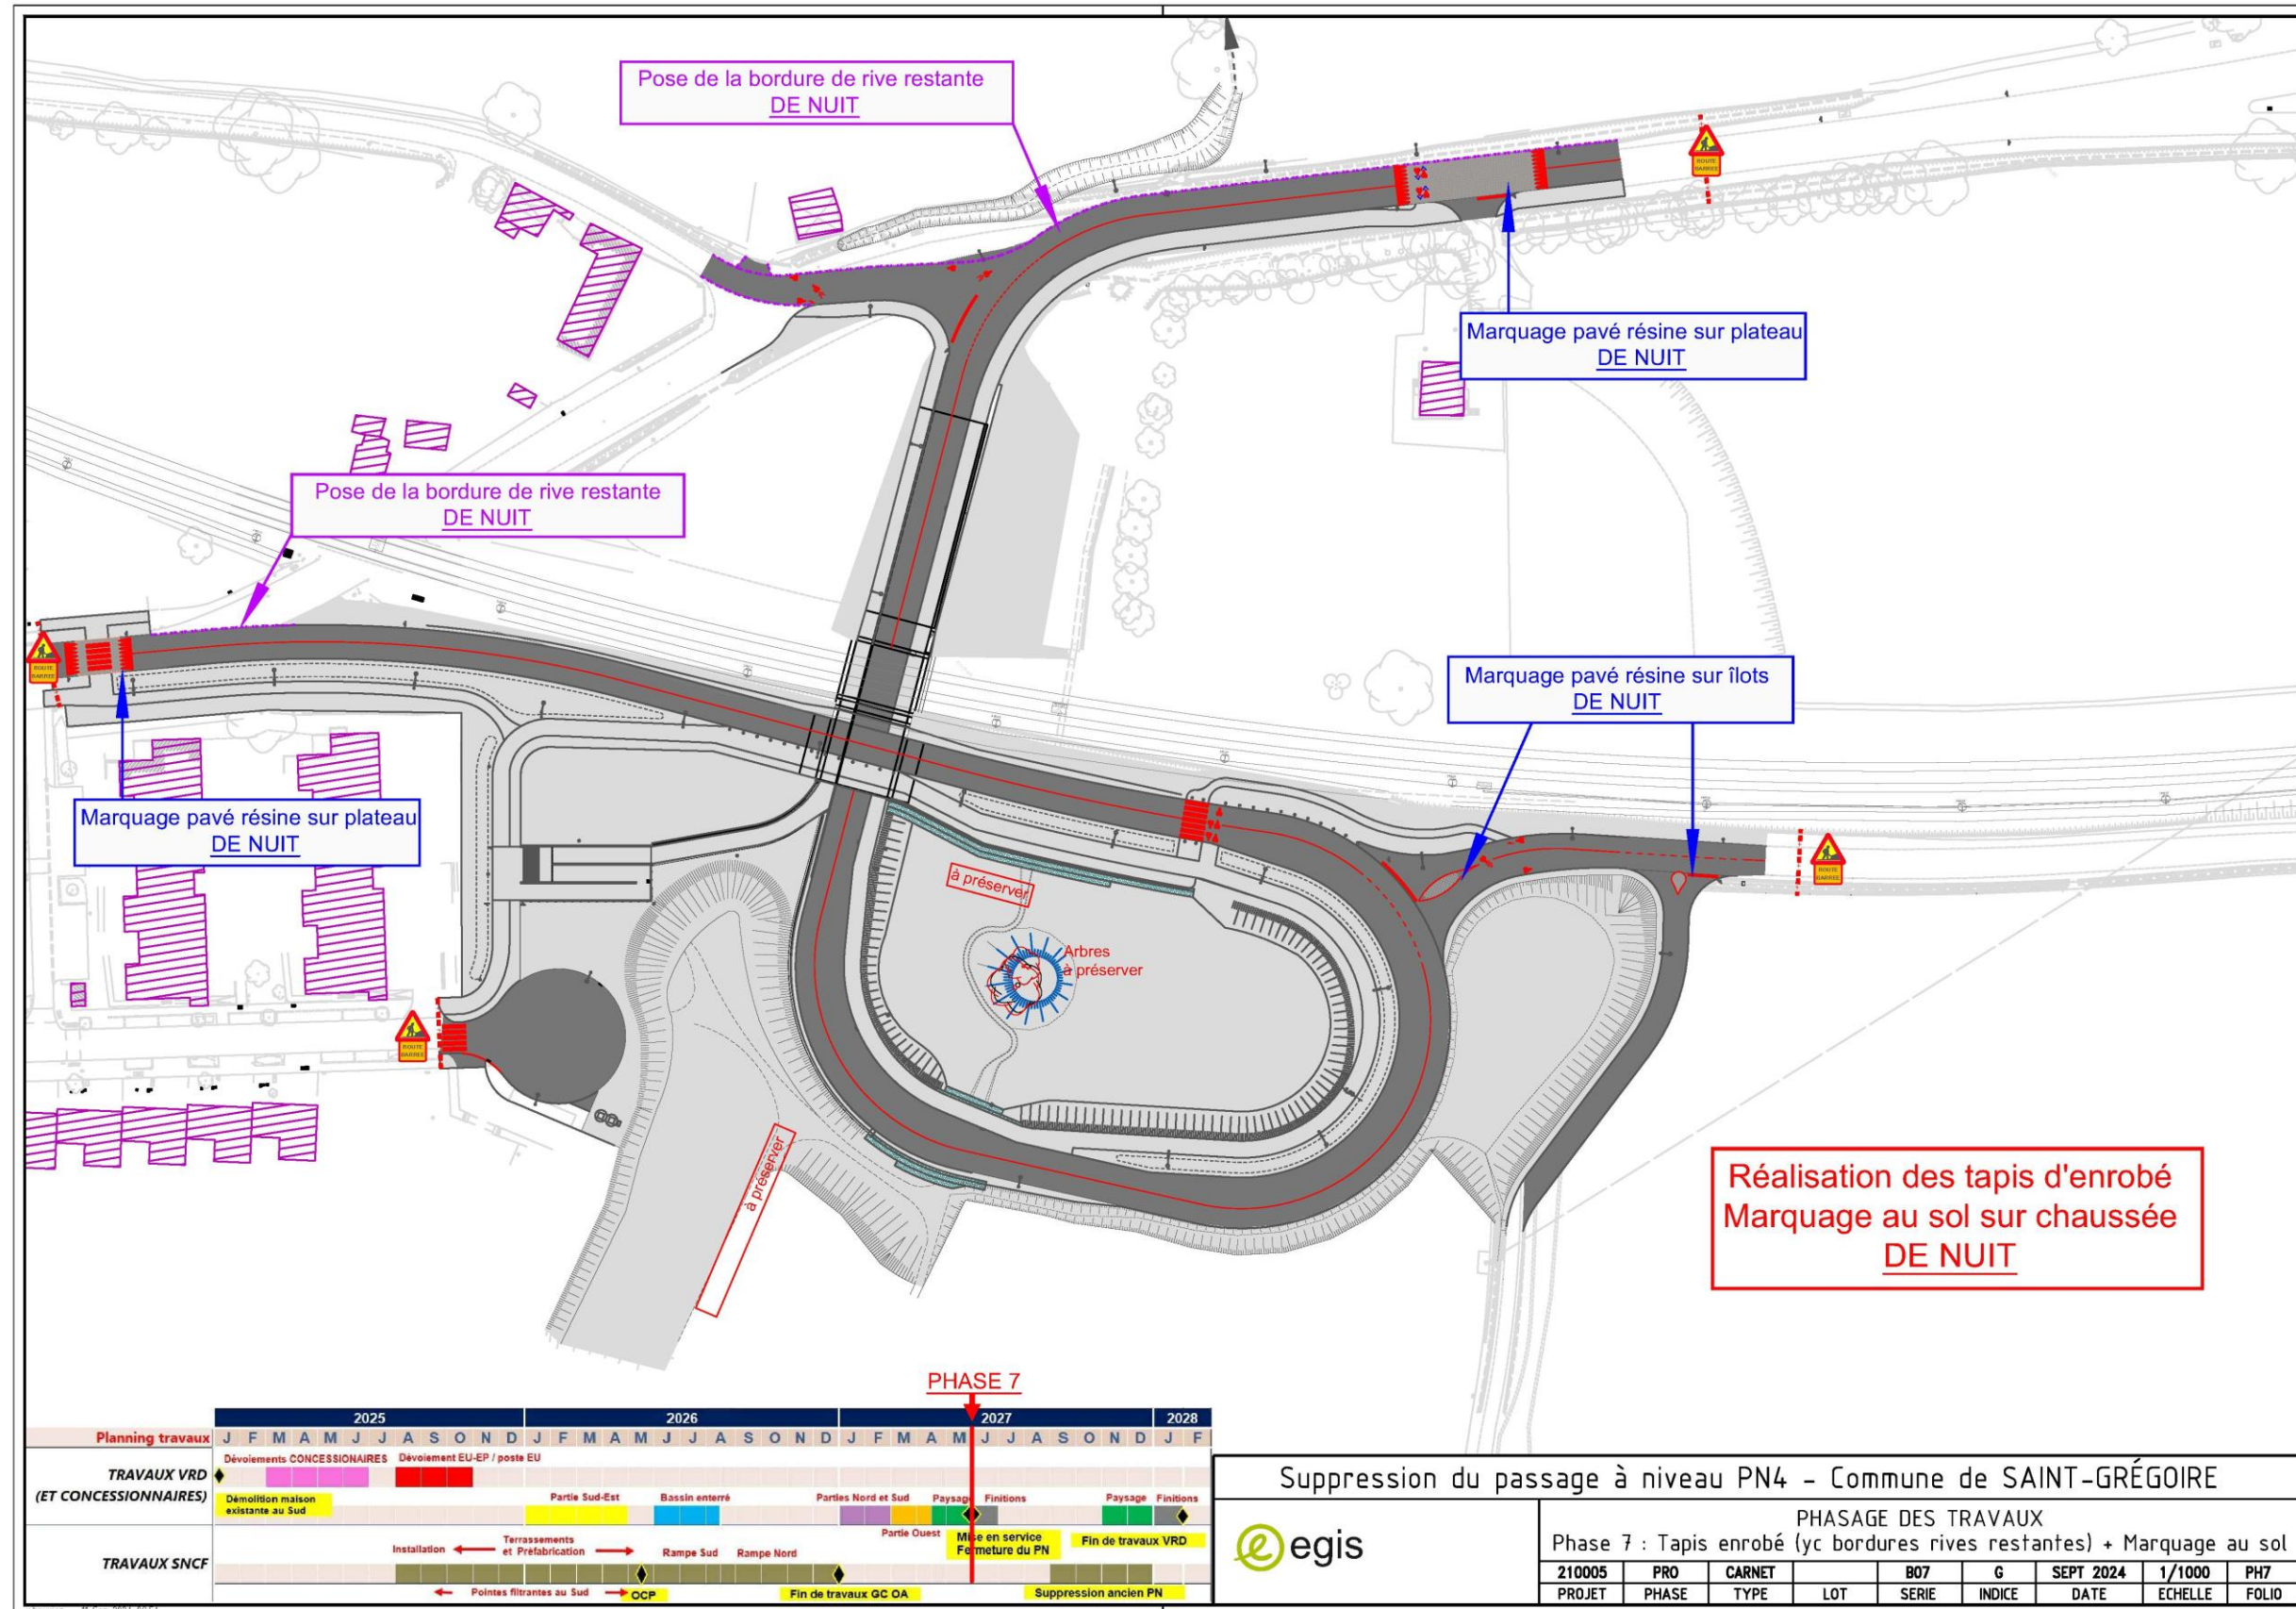 Pose de la bordure de rive restante
DE NUIT
ROUTE
BARREE
Marquage pavé résine sur plateau
DE NUIT
Pose de la bordure de rive restante
DE NUIT
ROUTE
BARREE
Marquage pavé résine sur îlots
DE NUIT
Marquage pavé résine sur plateau
DE NUIT
ROUTE
BARREE
à préserver
Arbres
à préserver
ROUTE
BARREE
à préserver
Réalisation des tapis d'enrobé
Marquage au sol sur chaussée
DE NUIT
PHASE 7
2025 2026 2027 2028
Planning travaux J F M A M J J A S O N D J F M A M J J A S O N D J F M A M J J A S O N D J F
Dévoiements CONCESSIONAIRES Dévoiement EU-EP / poste EU
TRAVAUX VRD
(ET CONCESSIONNAIRES)
Démolition maison
existante au Sud
Partie Sud-Est Bassin enterré Parties Nord et Sud Paysage Finitions Paysage Finitions
Partie Ouest
Mise en service
Fermeture du PN
Fin de travaux VRD
TRAVAUX SNCF
Installation
Terrassements
et Préfabrication
Rampe Sud Rampe Nord
Pointes filtrantes au Sud OCP Fin de travaux GC OA Suppression ancien PN
Suppression du passage à niveau PN4 - Commune de SAINT-GRÉGOIRE
egis
PHASAGE DES TRAVAUX
Phase 7 : Tapis enrobé (yc bordures rives restantes) + Marquage au sol
210005 PRO CARNET B07 G SEPT 2024 1/1000 PH7
PROJET PHASE TYPE LOT SERIE INDICE DATE ECHELLE FOLIO